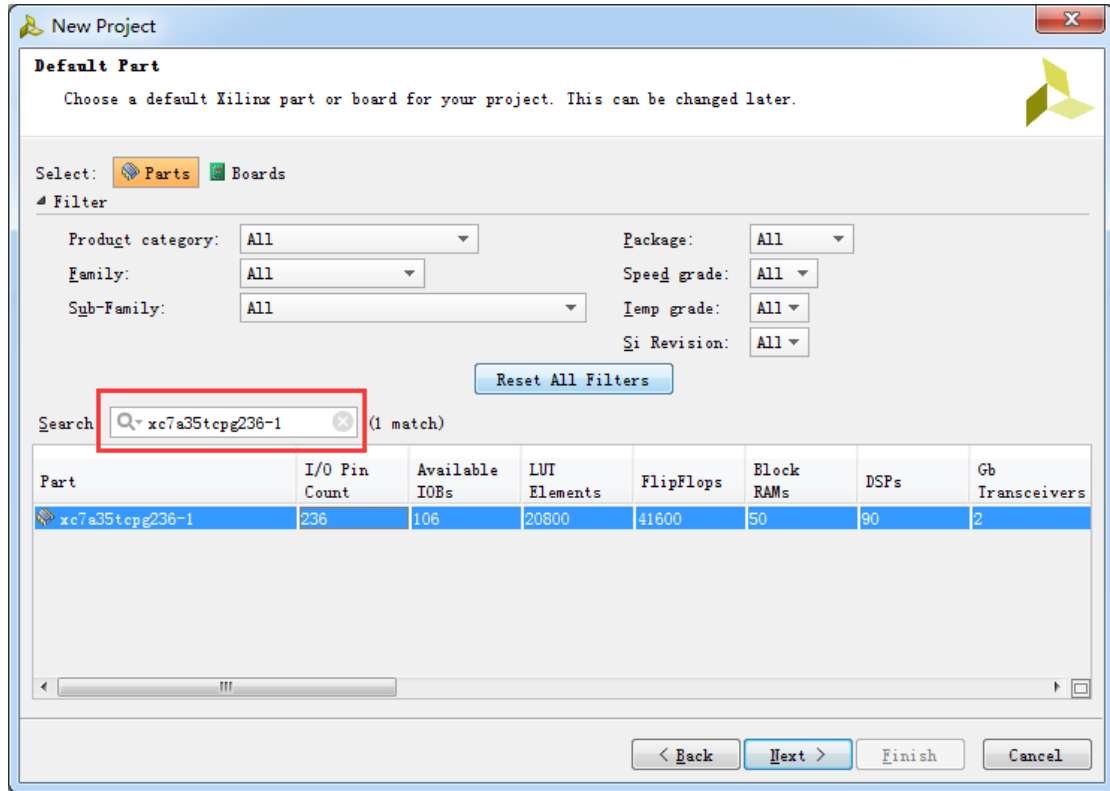 New Project
Default Part
Choose a default Xilinx part or board for your project. This can be changed later.
Select: Parts Boards
Filter
Product category: All Package: All
Family: All Speed grade: All
Sub-Family: All Temp grade: All
Si Revision: All
Reset All Filters
Search xc7a35tcpg236-1 (1 match)
Part I/O Pin Count Available IOBs LUT Elements FlipFlops Block RAMs DSPs Gb Transceivers
xc7a35tcpg236-1 236 106 20800 41600 50 90 2
< Back Next > Finish Cancel